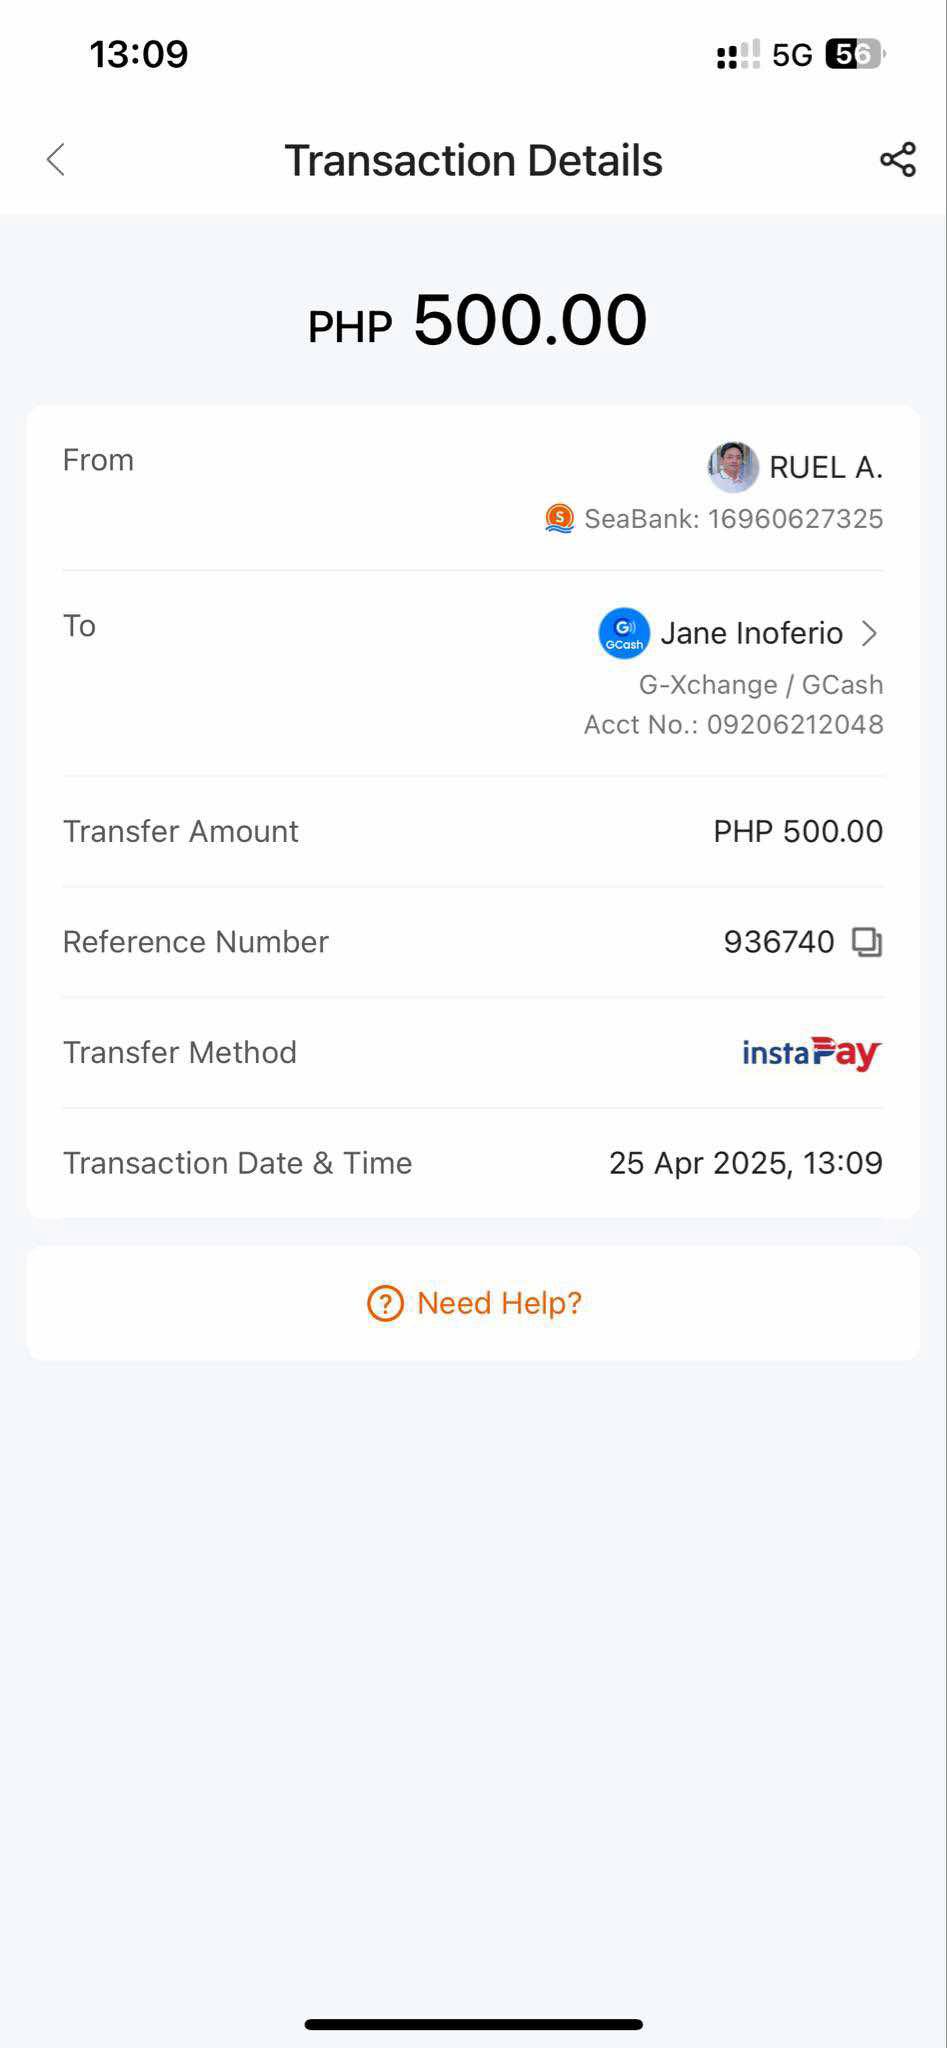 13:09
5G 56
Transaction Details
PHP 500.00
From
RUEL A.
S SeaBank: 16960627325
To
G GCash Jane Inoferio
G-Xchange / GCash
Acct No.: 09206212048
Transfer Amount PHP 500.00
Reference Number 936740
Transfer Method instaPay
Transaction Date & Time 25 Apr 2025, 13:09
? Need Help?